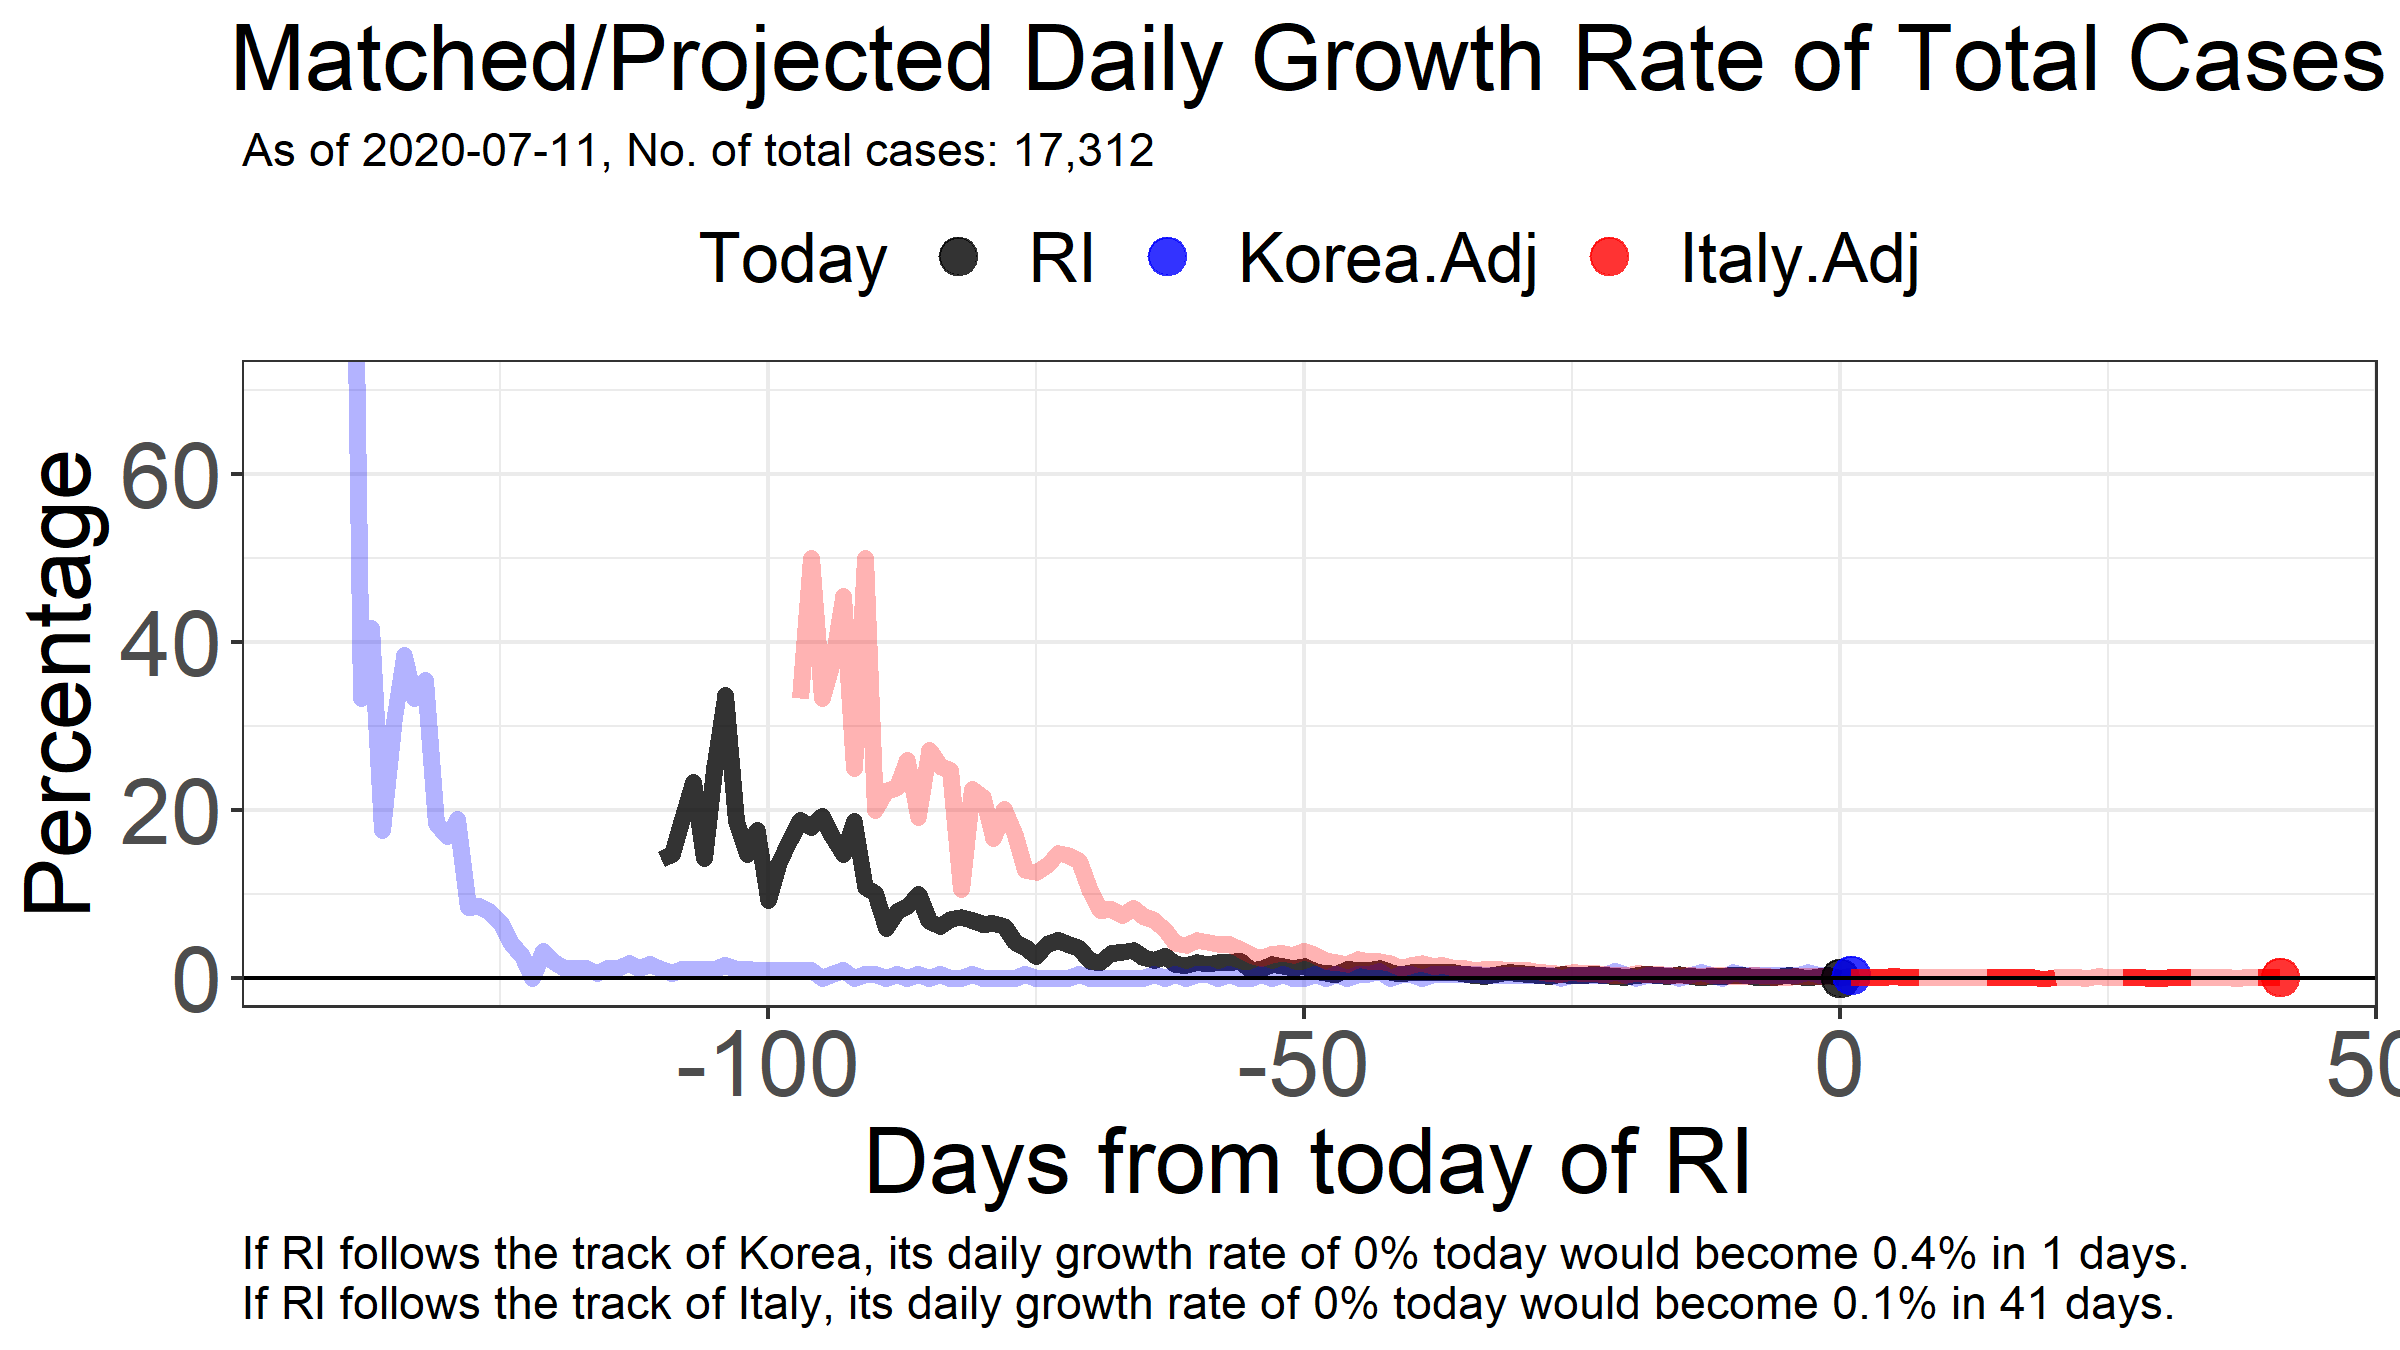 Matched/Projected Daily Growth Rate of Total Cases
As of 2020-07-11, No. of total cases: 17,312
Today RI Korea.Adj Italy.Adj
Percentage
60
40
20
0
-100 -50 0 50
Days from today of RI
If RI follows the track of Korea, its daily growth rate of 0% today would become 0.4% in 1 days.
If RI follows the track of Italy, its daily growth rate of 0% today would become 0.1% in 41 days.